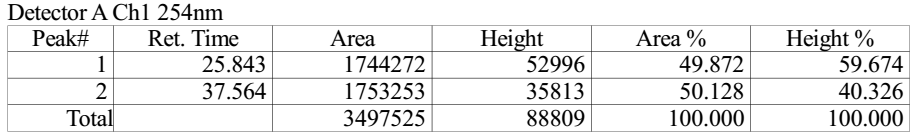 Detector A Ch1 254nm
Peak# Ret. Time Area Height Area % Height %
1 25.843 1744272 52996 49.872 59.674
2 37.564 1753253 35813 50.128 40.326
Total 3497525 88809 100.000 100.000